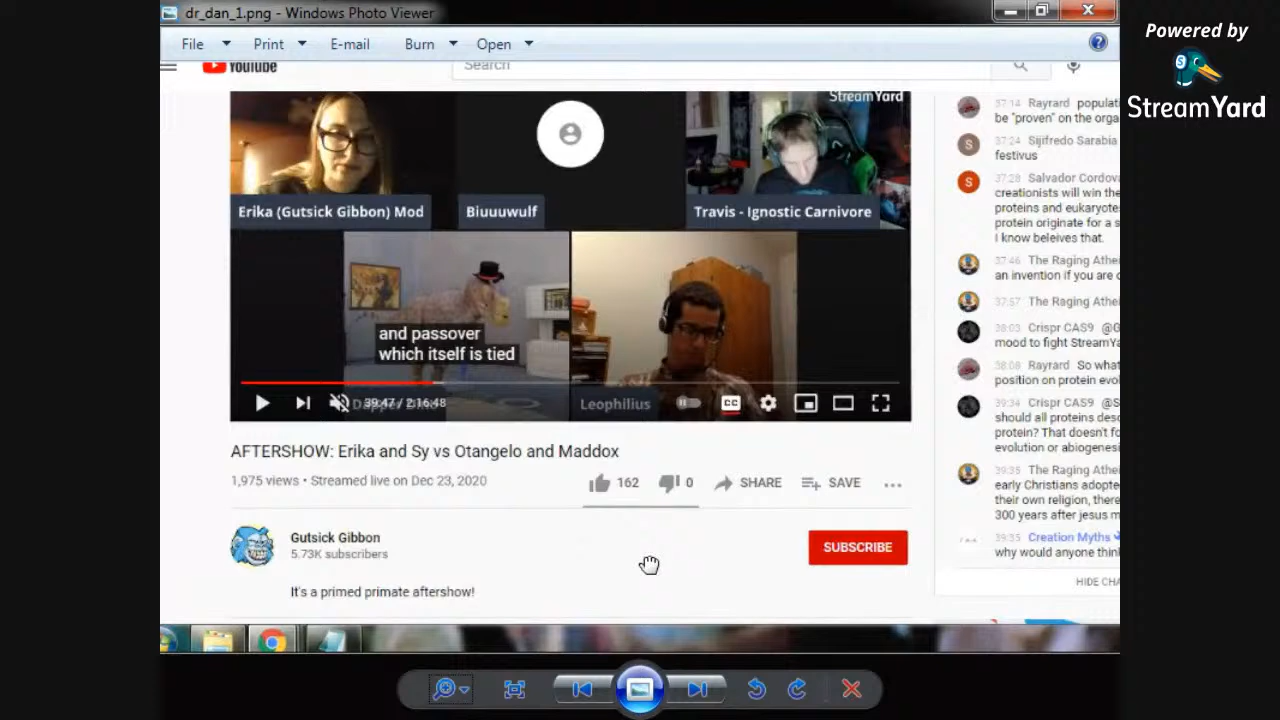 dr_dan_1.png - Windows Photo Viewer
Powered by
StreamYard
File Print E-mail Burn Open
YouTube
Search
StreamYard
Erika (Gutsick Gibbon) Mod
Biuuuwulf
Travis - Ignostic Carnivore
and passover
which itself is tied
39:47 / 2:16:48
Leophilius
CC
AFTERSHOW: Erika and Sy vs Otangelo and Maddox
1,975 views • Streamed live on Dec 23, 2020
162
0
SHARE
SAVE
Gutsick Gibbon
5.73K subscribers
SUBSCRIBE
It's a primed primate aftershow!
37:14 Rayrard populati
be "proven" on the orga
37:24 Sijifredo Sarabia
festivus
37:28 Salvador Cordov
creationists will win the
proteins and eukaryote
protein originate for a s
I know beleives that.
37:46 The Raging Athe
an invention if you are c
37:57 The Raging Athe
38:03 Crispr CAS9 @G
mood to fight StreamYa
38:08 Rayrard So what
position on protein evol
39:34 Crispr CAS9 @S
should all proteins desc
protein? That doesn't fo
evolution or abiogenesi
39:35 The Raging Athe
early Christians adopte
their own religion, there
300 years after jesus m
39:35 Creation Myths
why would anyone think
HIDE CHA